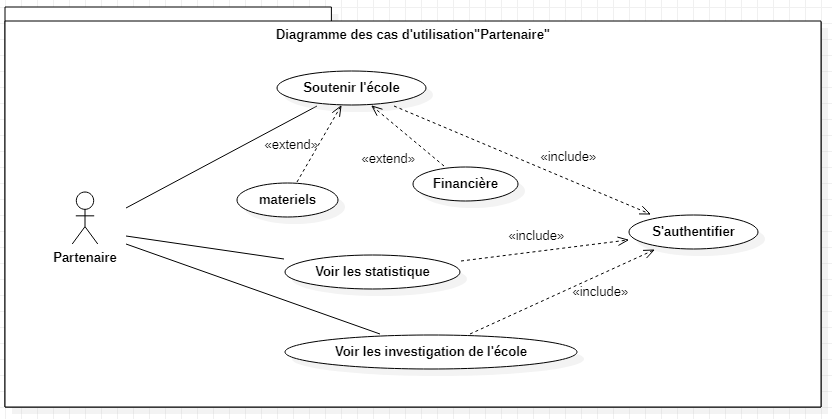 Diagramme des cas d'utilisation"Partenaire"
Soutenir l'école
«extend»
«extend»
«include»
materiels
Financière
Partenaire
S'authentifier
«include»
Voir les statistique
«include»
Voir les investigation de l'école